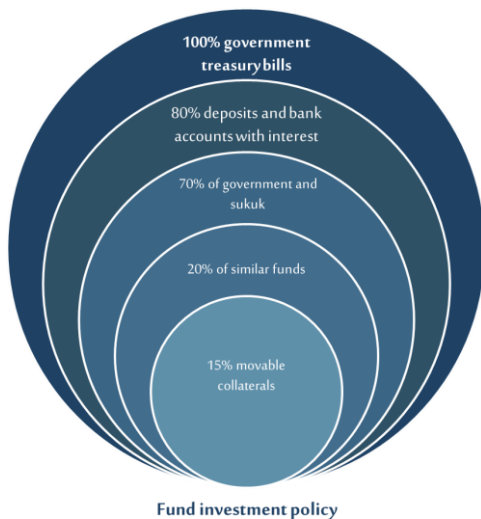 100% government
treasury bills
80% deposits and bank
accounts with interest
70% of government and
sukuk
20% of similar funds
15% movable
collaterals
Fund investment policy